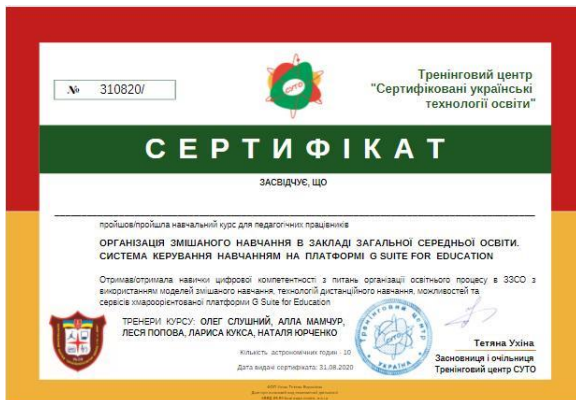 № 310820/
СУТО
Тренінговий центр
"Сертифіковані українські
технології освіти"
СЕРТИФІКАТ
ЗАСВІДЧУЄ, ЩО
пройшов/пройшла навчальний курс для педагогічних працівників
ОРГАНІЗАЦІЯ ЗМІШАНОГО НАВЧАННЯ В ЗАКЛАДІ ЗАГАЛЬНОЇ СЕРЕДНЬОЇ ОСВІТИ.
СИСТЕМА КЕРУВАННЯ НАВЧАННЯМ НА ПЛАТФОРМІ G SUITE FOR EDUCATION
Отримав/отримала навички цифрової компетентності з питань організації освітнього процесу в ЗЗСО з
використанням моделей змішаного навчання, технологій дистанційного навчання, можливостей та
сервісів хмароорієнтованої платформи G Suite for Education
ТРЕНЕРИ КУРСУ: ОЛЕГ СЛУШНИЙ, АЛЛА МАМЧУР,
ЛЕСЯ ПОПОВА, ЛАРИСА КУКСА, НАТАЛЯ ЮРЧЕНКО
Кількість астрономічних годин - 10
Дата видачі сертифіката: 31.08.2020
Тренінговий центр
УКРАЇНА
Тетяна Ухіна
Засновниця і очільниця
Тренінговий центр СУТО